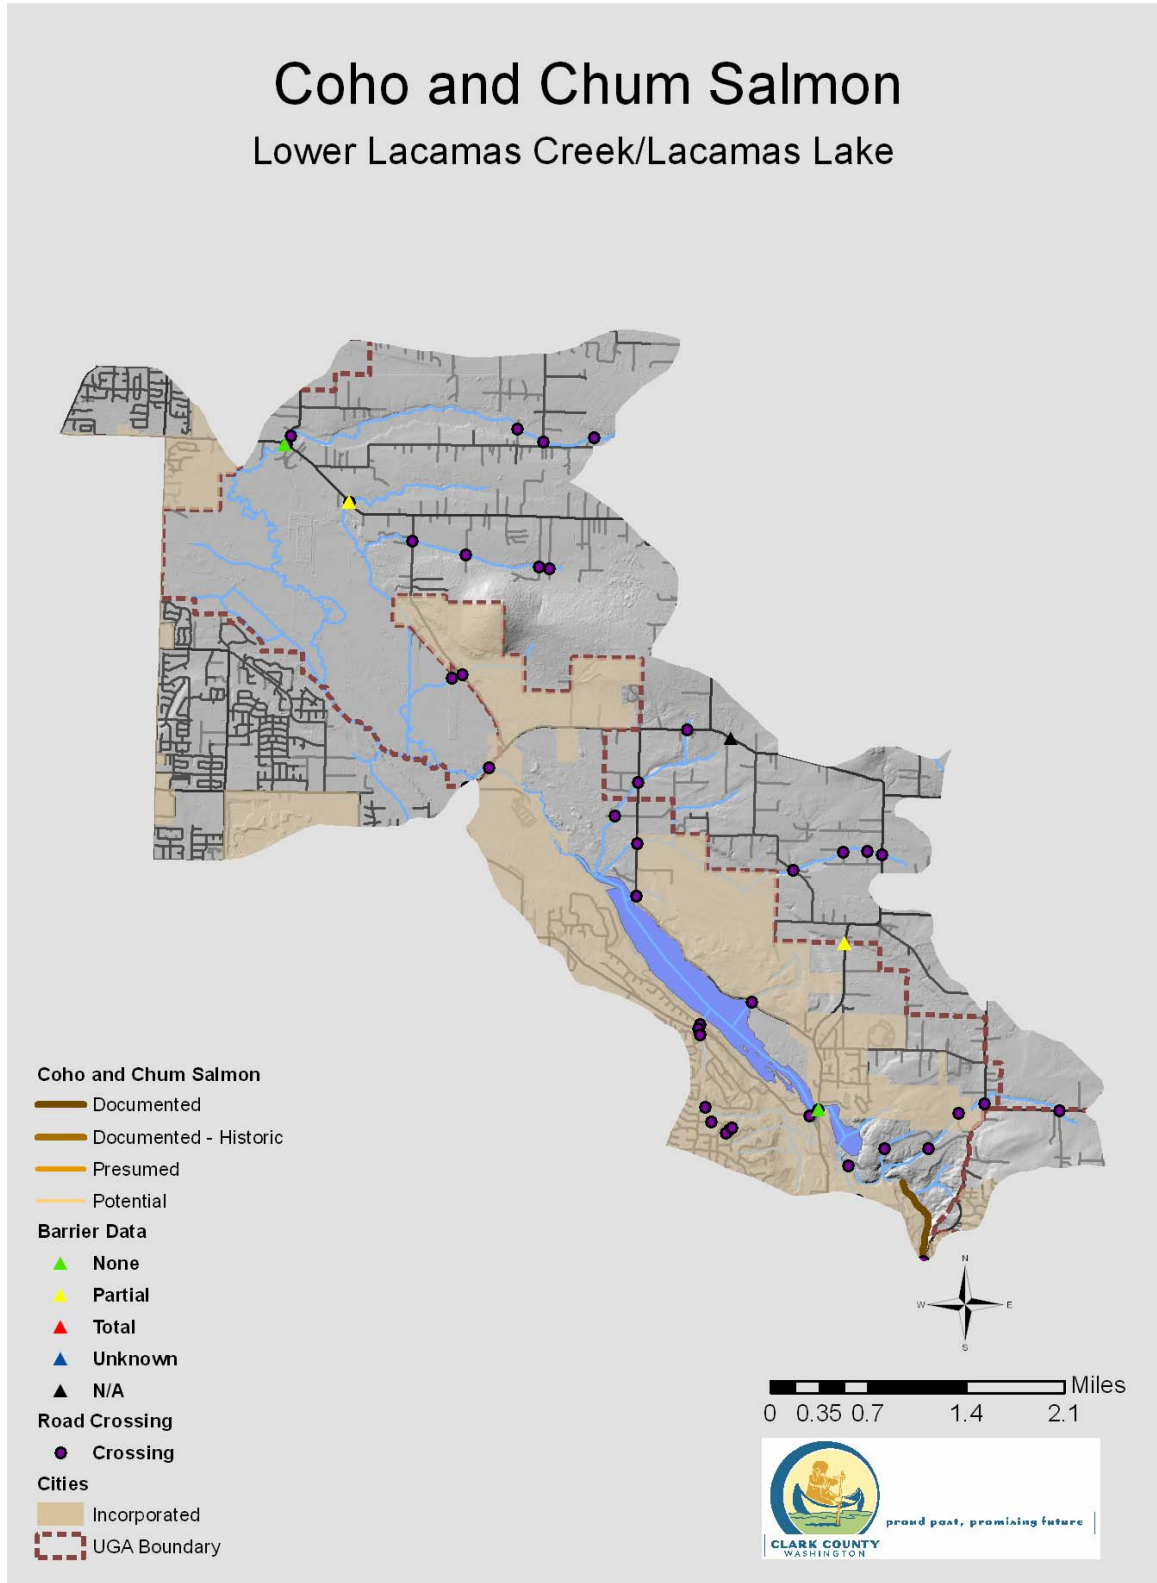 Coho and Chum Salmon
Lower Lacamas Creek/Lacamas Lake
Coho and Chum Salmon
Documented
Documented - Historic
Presumed
Potential
Barrier Data
None
Partial
Total
Unknown
N/A
Road Crossing
Crossing
Cities
Incorporated
UGA Boundary
N
W E
S
Miles
0 0.35 0.7 1.4 2.1
proud past, promising future
CLARK COUNTY
WASHINGTON